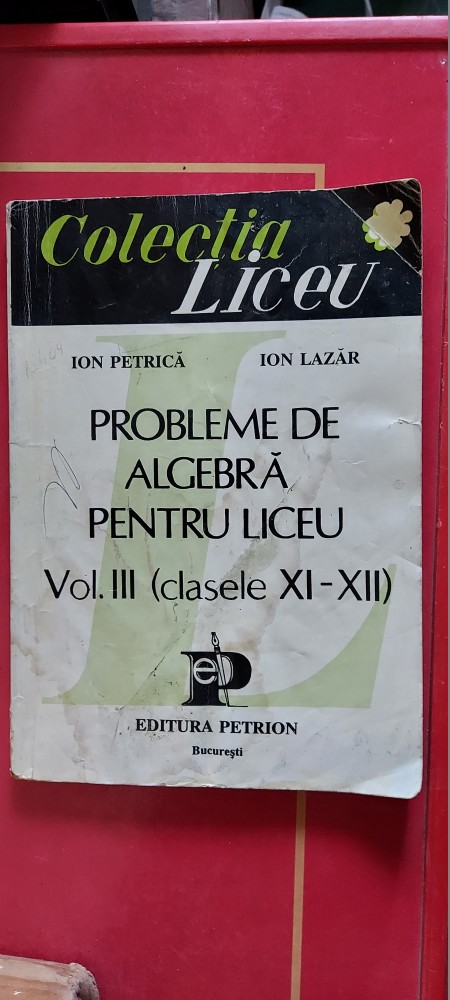 Colecția
Liceu
ION PETRICĂ ION LAZĂR
PROBLEME DE
ALGEBRĂ
PENTRU LICEU
Vol. III (clasele XI-XII)
eP
EDITURA PETRION
București